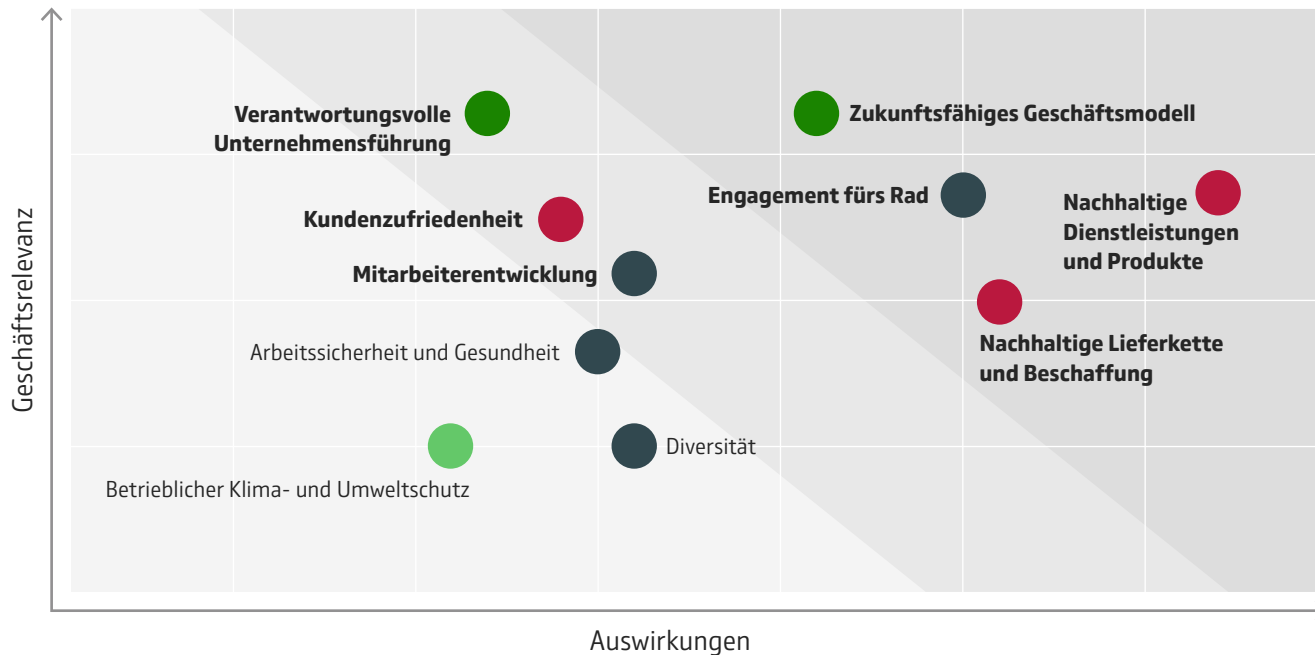 Geschäftsrelevanz
Verantwortungsvolle
Unternehmensführung
Zukunftsfähiges Geschäftsmodell
Engagement fürs Rad
Nachhaltige
Dienstleistungen
und Produkte
Kundenzufriedenheit
Mitarbeiterentwicklung
Nachhaltige Lieferkette
und Beschaffung
Arbeitssicherheit und Gesundheit
Diversität
Betrieblicher Klima- und Umweltschutz
Auswirkungen